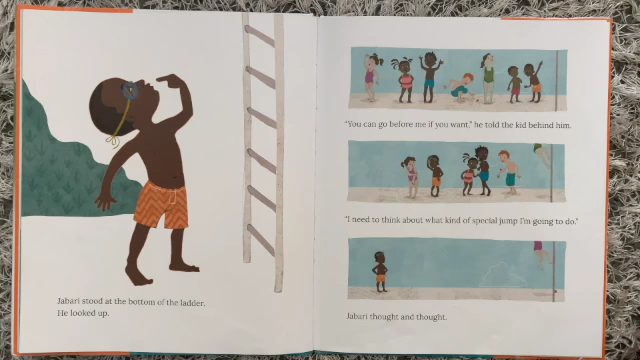 Jabari stood at the bottom of the ladder.
He looked up.
"You can go before me if you want," he told the kid behind him.
"I need to think about what kind of special jump I'm going to do."
Jabari thought and thought.